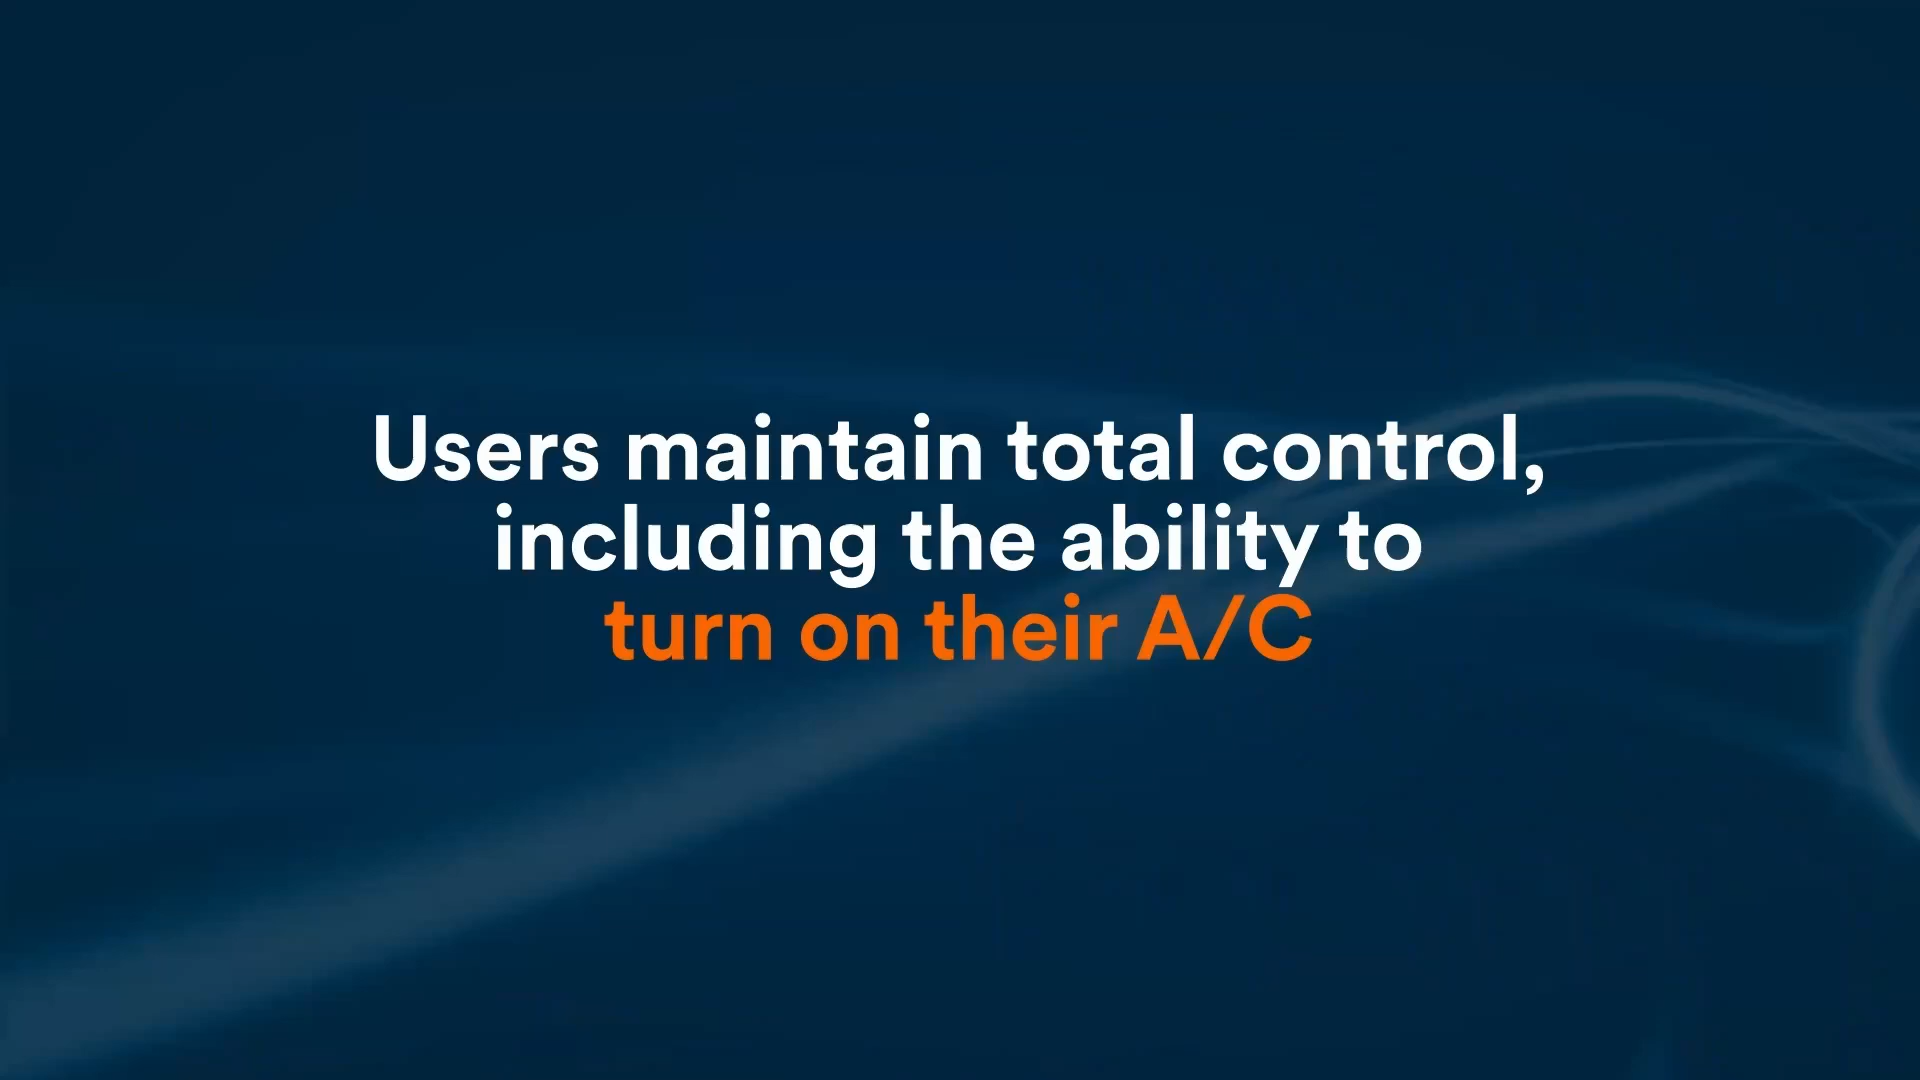 Users maintain total control,
including the ability to
turn on their A/C